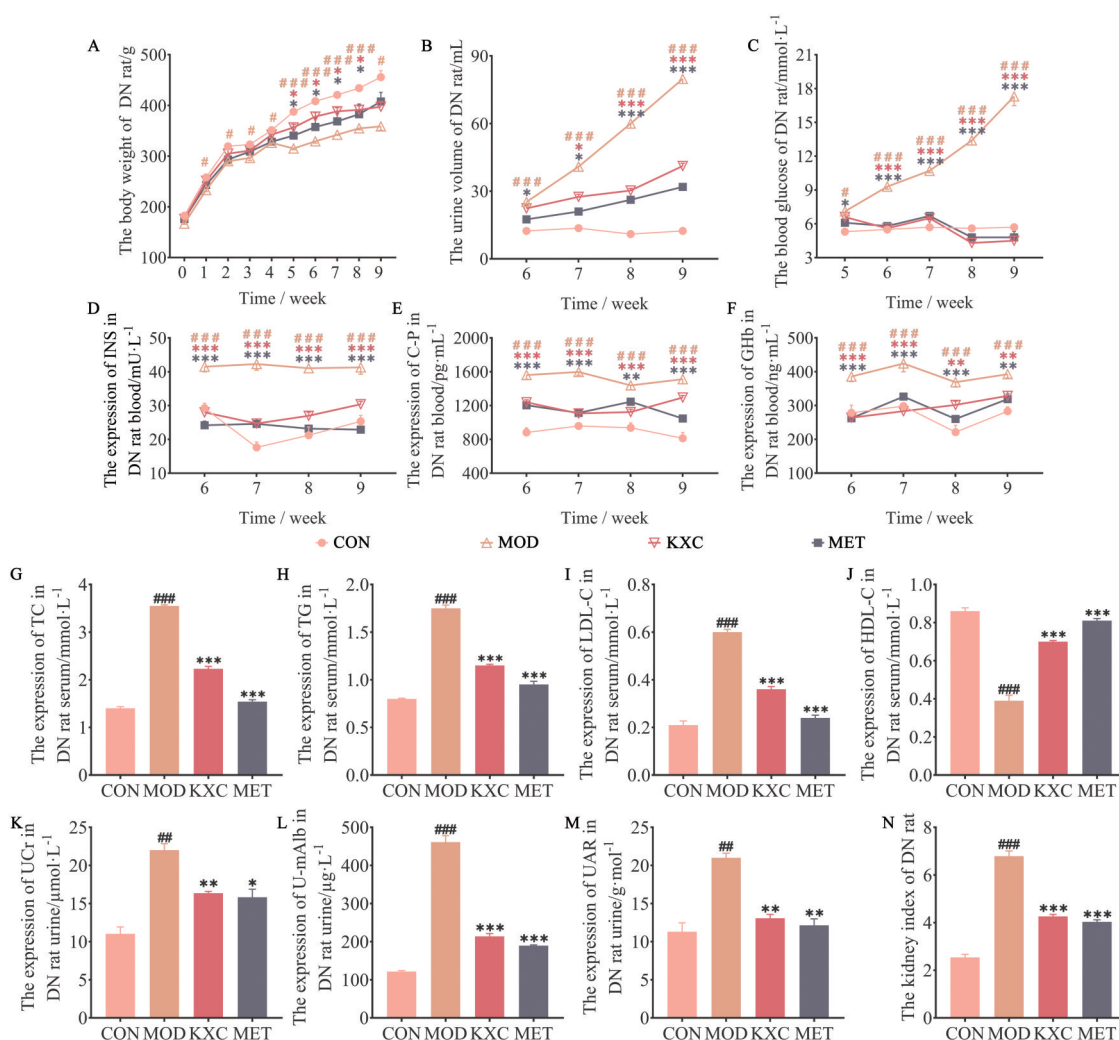 A
The body weight of DN rat/g
500
400
300
200
100
# # # # ### ### ### ### #
* * * *
* * * *
0 1 2 3 4 5 6 7 8 9
Time / week
B
The urine volume of DN rat/mL
90
60
30
0
### ### ### ###
* *** ***
* * *** ***
6 7 8 9
Time / week
C
The blood glucose of DN rat/mmol·L⁻¹
18
15
12
9
6
3
# ### ### ### ###
*** *** *** ***
* *** *** *** ***
5 6 7 8 9
Time / week
D
The expression of INS in
DN rat blood/mU·L⁻¹
50
40
30
20
10
### ### ### ###
*** *** *** ***
*** *** *** ***
6 7 8 9
Time / week
E
The expression of C-P in
DN rat blood/pg·mL⁻¹
2000
1600
1200
800
400
### ### ### ###
*** *** *** ***
*** *** ** ***
6 7 8 9
Time / week
F
The expression of GHb in
DN rat blood/ng·mL⁻¹
600
500
400
300
200
100
### ### ### ###
*** *** ** **
*** *** *** **
6 7 8 9
Time / week
CON MOD KXC MET
G
The expression of TC in
DN rat serum/mmol·L⁻¹
4
3
2
1
0
### *** ***
CON MOD KXC MET
H
The expression of TG in
DN rat serum/mmol·L⁻¹
2.0
1.5
1.0
0.5
0.0
### *** ***
CON MOD KXC MET
I
The expression of LDL-C in
DN rat serum/mmol·L⁻¹
0.8
0.6
0.4
0.2
0.0
### *** ***
CON MOD KXC MET
J
The expression of HDL-C in
DN rat serum/mmol·L⁻¹
1.0
0.8
0.6
0.4
0.2
0.0
### *** ***
CON MOD KXC MET
K
The expression of UCr in
DN rat urine/μmol·L⁻¹
25
20
15
10
5
0
## ** *
CON MOD KXC MET
L
The expression of U-mAlb in
DN rat urine/μg·L⁻¹
500
400
300
200
100
0
### *** ***
CON MOD KXC MET
M
The expression of UAR in
DN rat urine/g·mol⁻¹
25
20
15
10
5
0
## ** **
CON MOD KXC MET
N
The kidney index of DN rat
8
6
4
2
0
### *** ***
CON MOD KXC MET